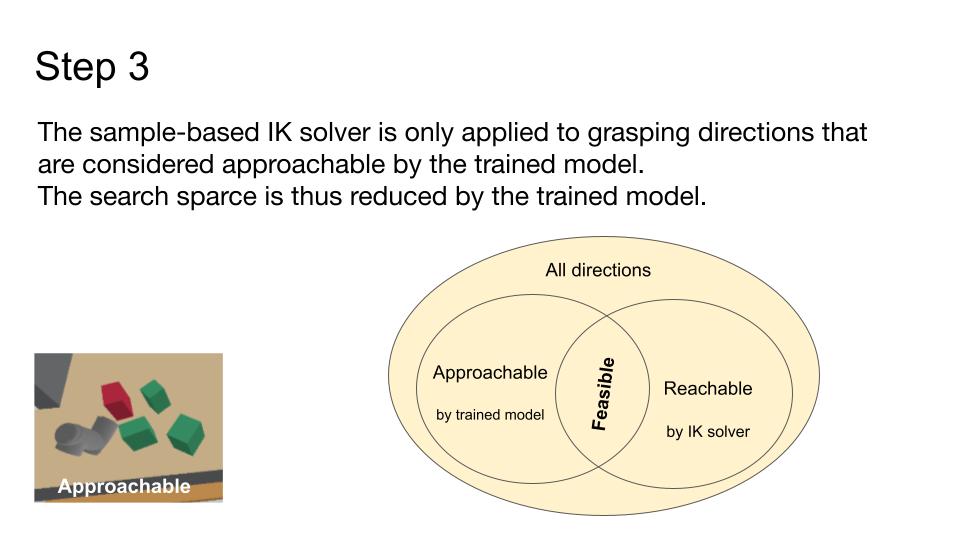 Step 3
The sample-based IK solver is only applied to grasping directions that
are considered approachable by the trained model.
The search sparce is thus reduced by the trained model.
All directions
Approachable
by trained model
Feasible
Reachable
by IK solver
Approachable